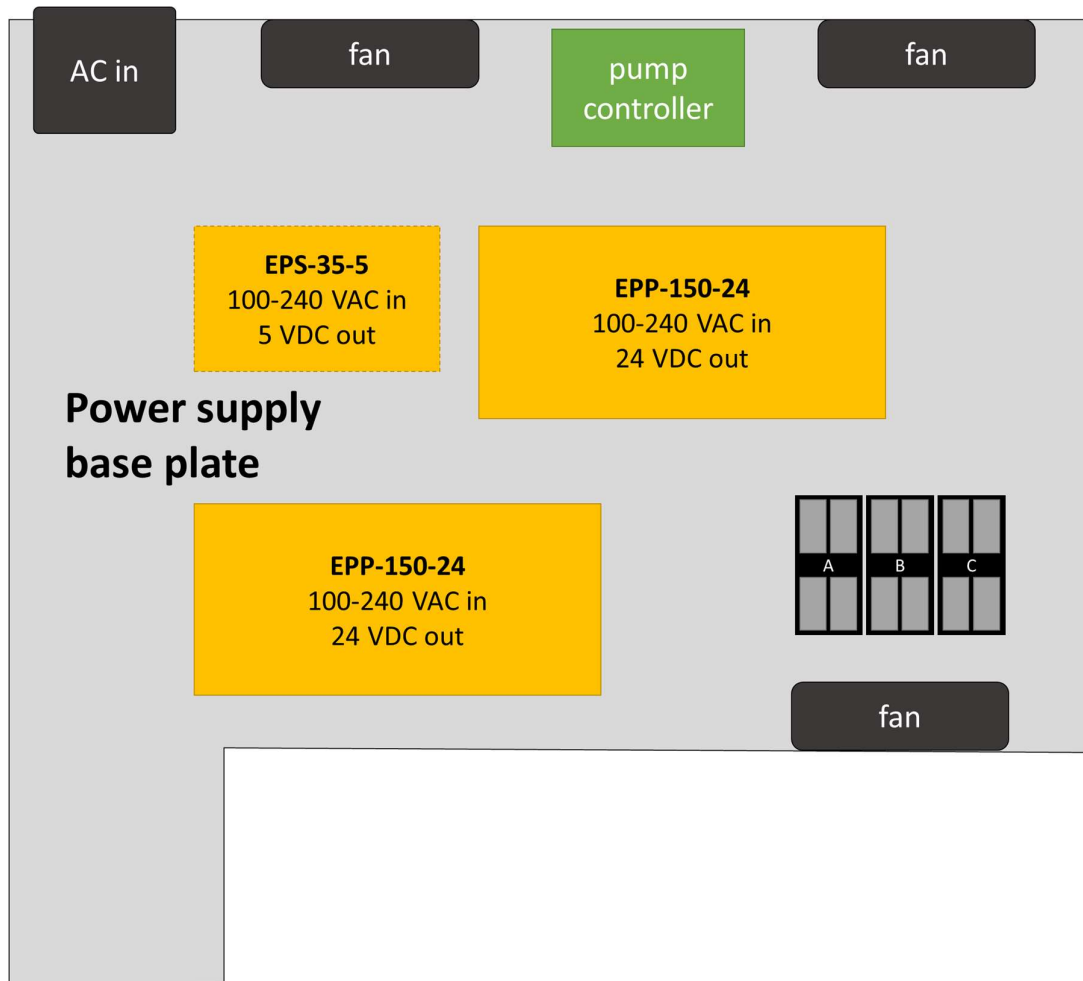 AC in
fan
pump
controller
fan
EPS-35-5
100-240 VAC in
5 VDC out
EPP-150-24
100-240 VAC in
24 VDC out
Power supply
base plate
EPP-150-24
100-240 VAC in
24 VDC out
A
B
C
fan